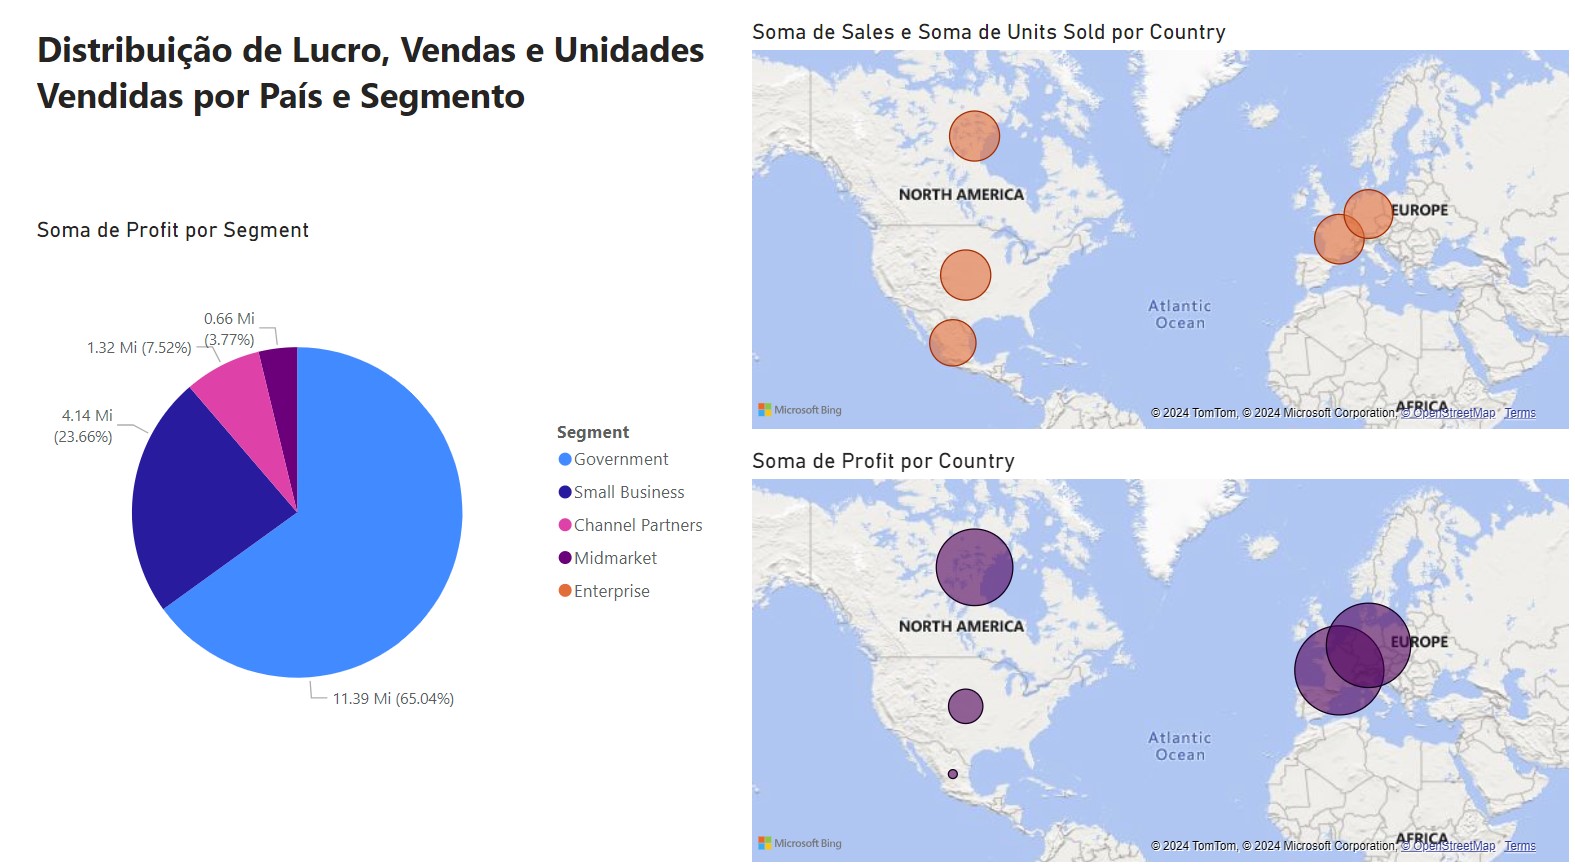 Distribuição de Lucro, Vendas e Unidades
Vendidas por País e Segmento
Soma de Profit por Segment
0.66 Mi
(3.77%)
1.32 Mi (7.52%)
4.14 Mi
(23.66%)
11.39 Mi (65.04%)
Segment
Government
Small Business
Channel Partners
Midmarket
Enterprise
Soma de Sales e Soma de Units Sold por Country
NORTH AMERICA
EUROPE
Atlantic
Ocean
AFRICA
Microsoft Bing
© 2024 TomTom, © 2024 Microsoft Corporation, © OpenStreetMap Terms
Soma de Profit por Country
NORTH AMERICA
EUROPE
Atlantic
Ocean
AFRICA
Microsoft Bing
© 2024 TomTom, © 2024 Microsoft Corporation, © OpenStreetMap Terms